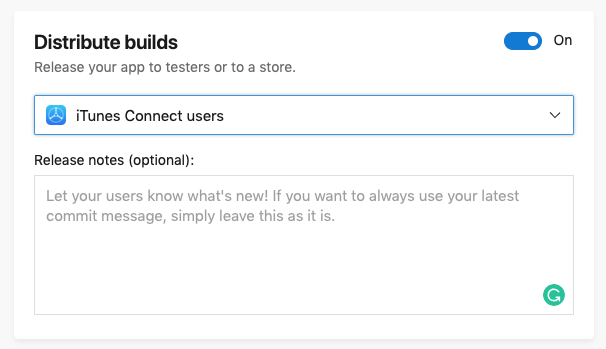 Distribute builds
On
Release your app to testers or to a store.
iTunes Connect users
Release notes (optional):
Let your users know what's new! If you want to always use your latest
commit message, simply leave this as it is.